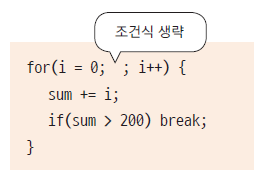 조건식 생략
for(i = 0; ; i++) {
sum += i;
if(sum > 200) break;
}